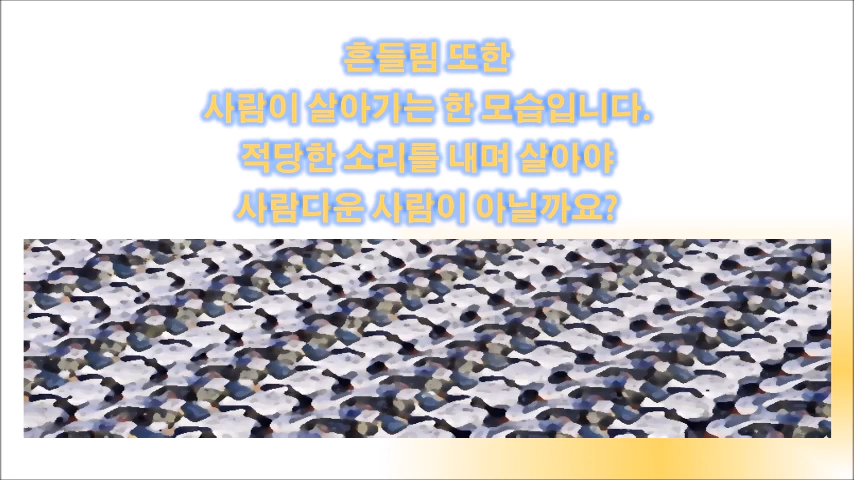 흔들림 또한
사람이 살아가는 한 모습입니다.
적당한 소리를 내며 살아야
사람다운 사람이 아닐까요?